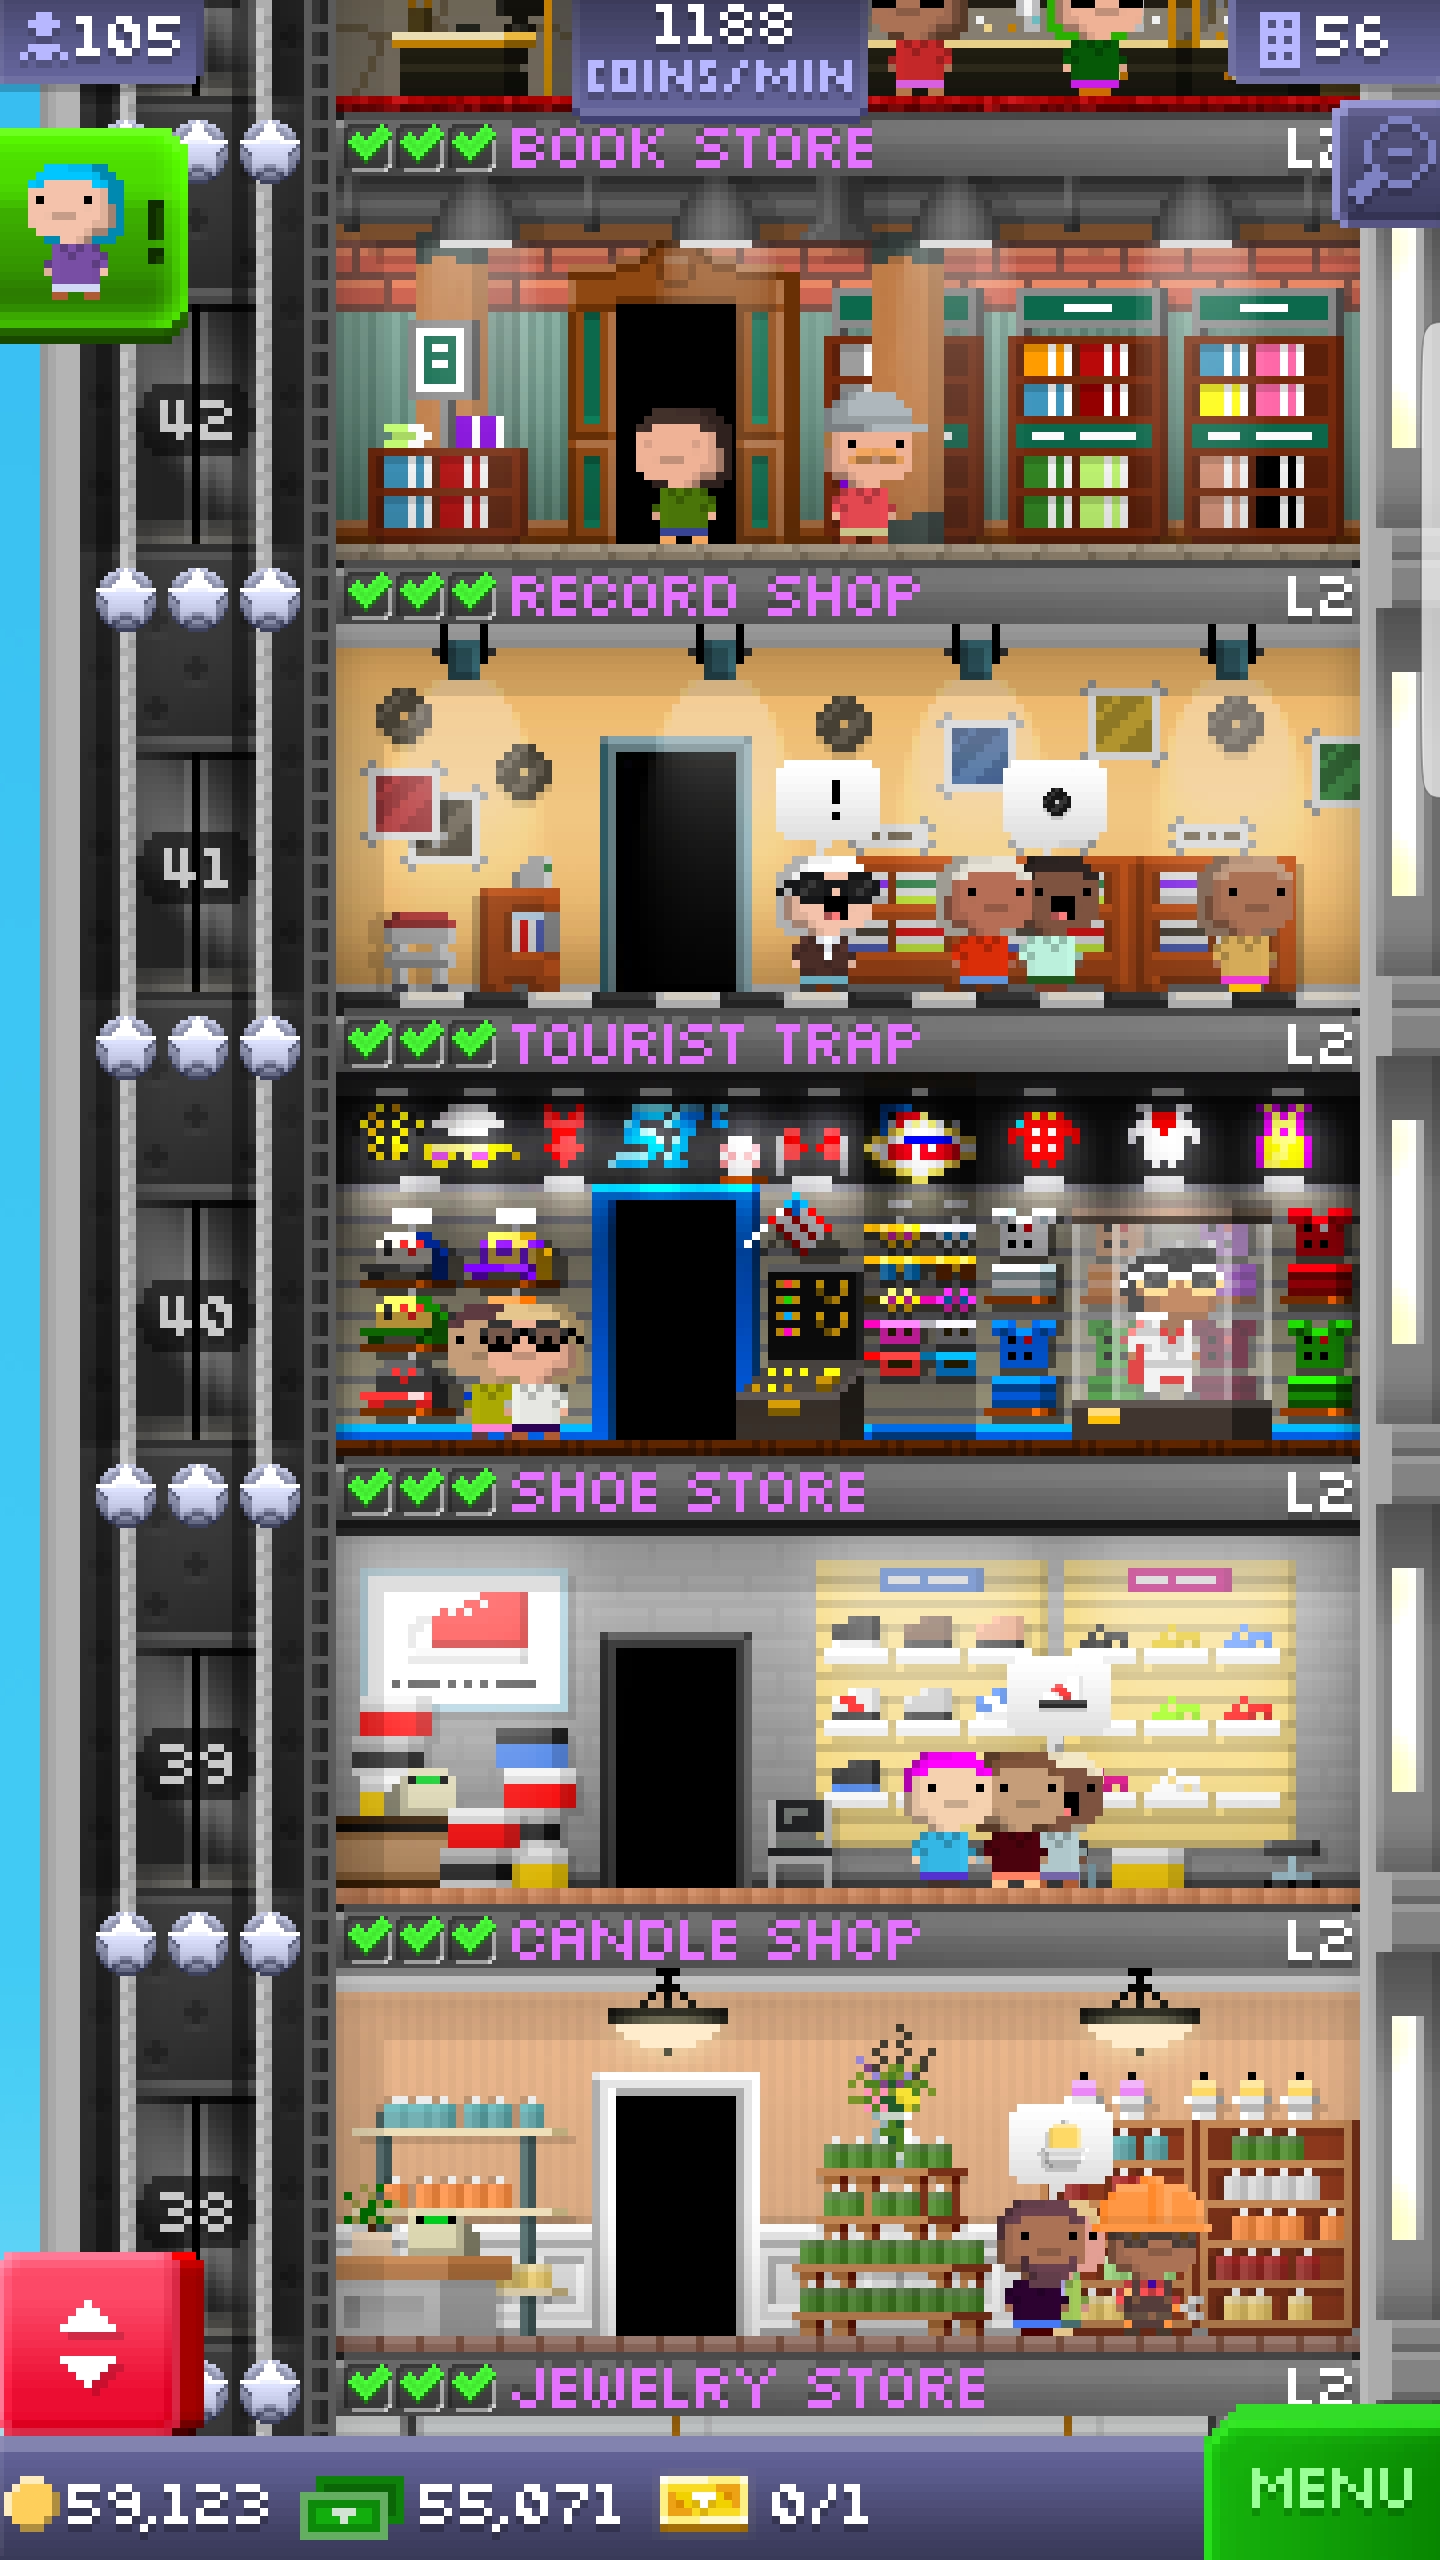 105
1188
COINS/MIN
56
BOOK STORE L2
!
42
RECORD SHOP L2
41
!
TOURIST TRAP L2
40
SHOE STORE L2
39
CANDLE SHOP L2
38
JEWELRY STORE L2
59,123 55,071 0/1
MENU